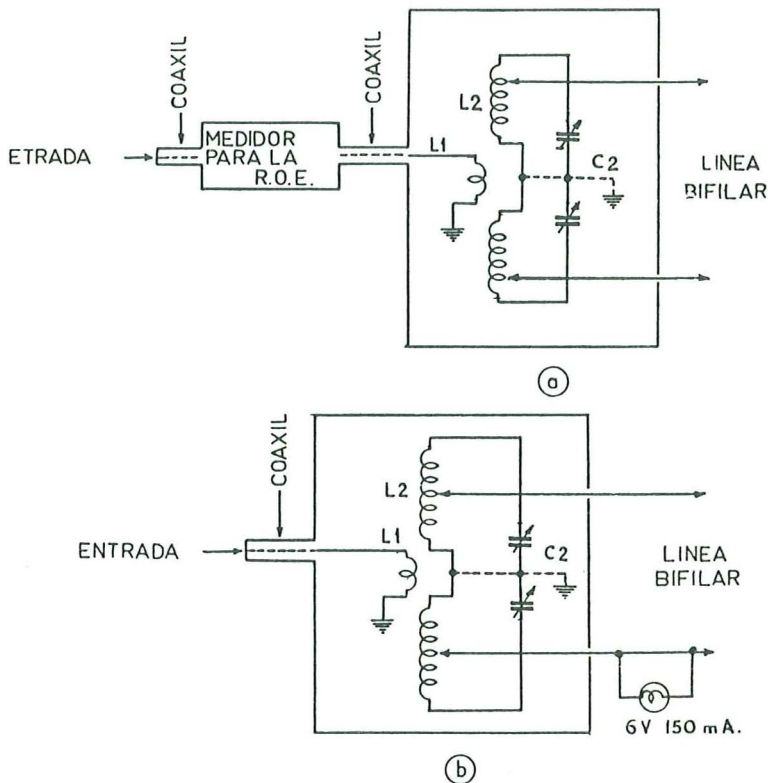 COAXIL
COAXIL
ETRADA
MEDIDOR
PARA LA
R.O.E.
L1
L2
C2
LINEA
BIFILAR
a
COAXIL
ENTRADA
L1
L2
C2
LINEA
BIFILAR
6V 150 mA.
b